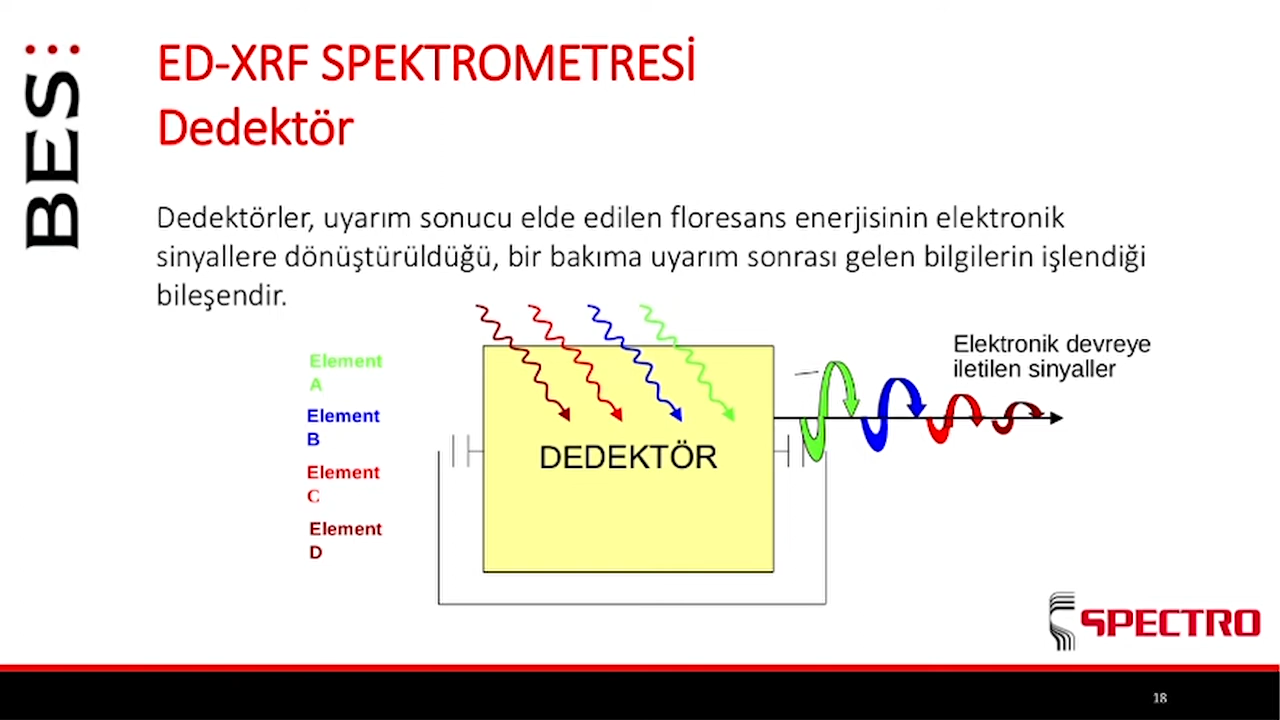 BES
ED-XRF SPEKTROMETRESİ
Dedektör
Dedektörler, uyarım sonucu elde edilen floresans enerjisinin elektronik
sinyallere dönüştürüldüğü, bir bakıma uyarım sonrası gelen bilgilerin işlendiği
bileşendir.
Element
A
Element
B
Element
C
Element
D
DEDEKTÖR
Elektronik devreye
iletilen sinyaller
SPECTRO
18